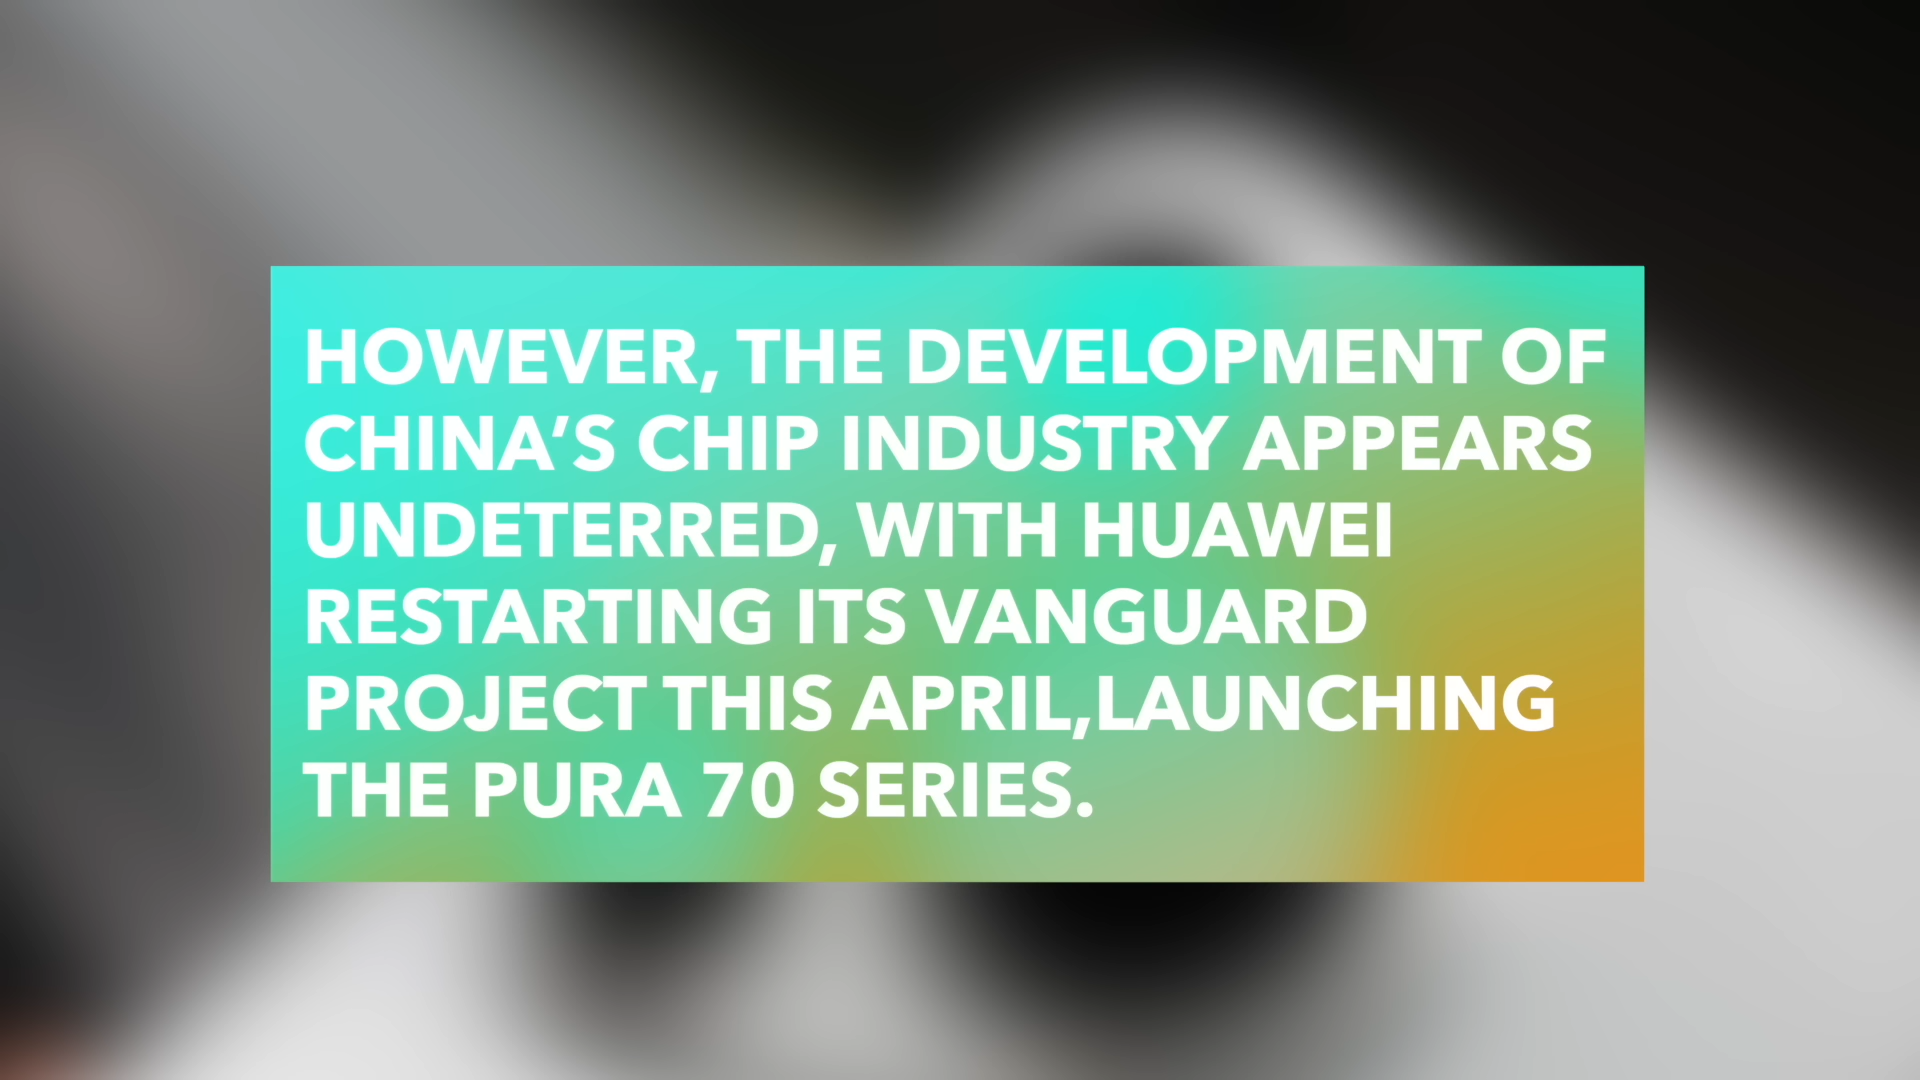 HOWEVER, THE DEVELOPMENT OF
CHINA’S CHIP INDUSTRY APPEARS
UNDETERRED, WITH HUAWEI
RESTARTING ITS VANGUARD
PROJECT THIS APRIL,LAUNCHING
THE PURA 70 SERIES.